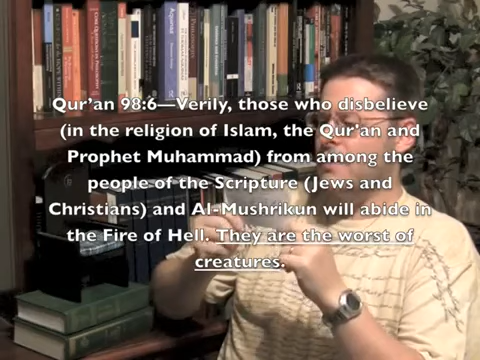 Qur'an 98:6—Verily, those who disbelieve
(in the religion of Islam, the Qur'an and
Prophet Muhammad) from among the
people of the Scripture (Jews and
Christians) and Al-Mushrikun will abide in
the Fire of Hell. They are the worst of
creatures.